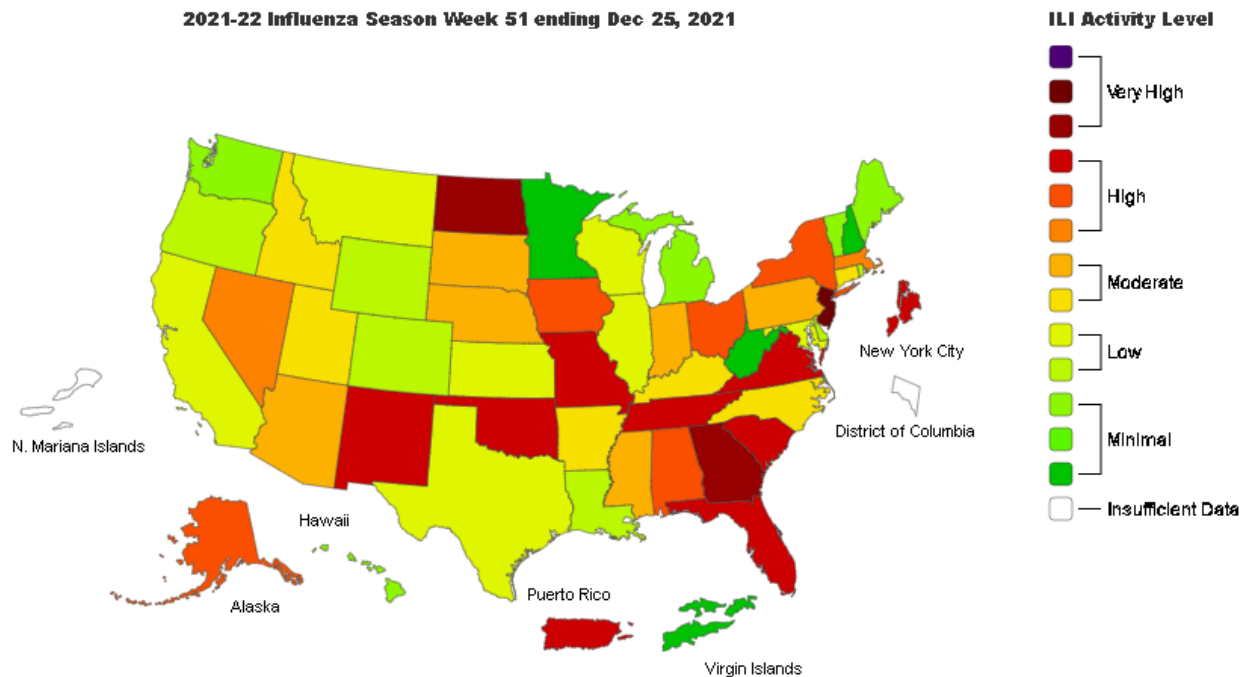 2021-22 Influenza Season Week 51 ending Dec 25, 2021
ILI Activity Level
Very High
High
Moderate
Low
Minimal
Insufficient Data
New York City
District of Columbia
N. Mariana Islands
Hawaii
Alaska
Puerto Rico
Virgin Islands